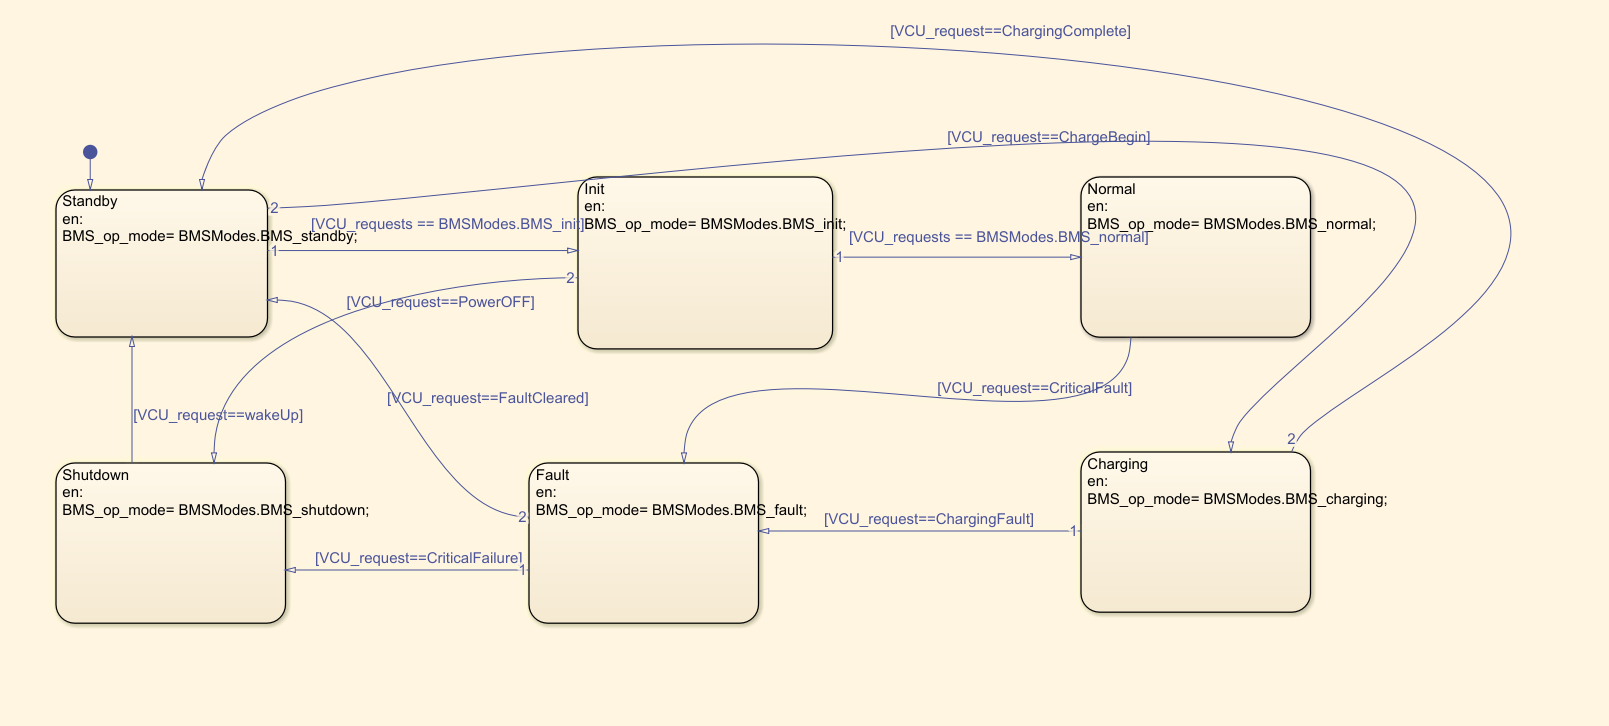 [VCU_request==ChargingComplete]
[VCU_request==ChargeBegin]
Standby
en:
BMS_op_mode= BMSModes.BMS_standby;
2
[VCU_requests == BMSModes.BMS_init]
1
Init
en:
BMS_op_mode= BMSModes.BMS_init;
2
[VCU_request==PowerOFF]
[VCU_requests == BMSModes.BMS_normal]
1
Normal
en:
BMS_op_mode= BMSModes.BMS_normal;
[VCU_request==wakeUp]
[VCU_request==FaultCleared]
[VCU_request==CriticalFault]
2
Shutdown
en:
BMS_op_mode= BMSModes.BMS_shutdown;
[VCU_request==CriticalFailure]
Fault
en:
BMS_op_mode= BMSModes.BMS_fault;
2
1
[VCU_request==ChargingFault]
1
Charging
en:
BMS_op_mode= BMSModes.BMS_charging;